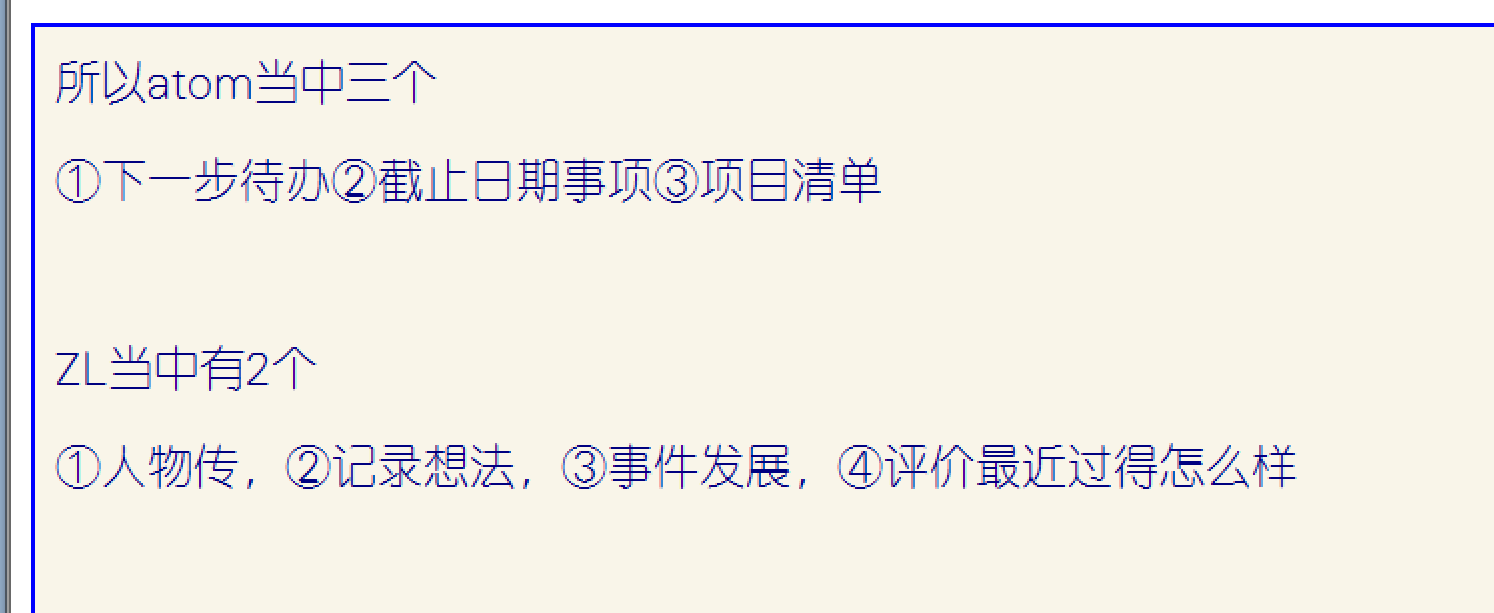 所以atom当中三个
①下一步待办②截止日期事项③项目清单
ZL当中有2个
①人物传，②记录想法，③事件发展，④评价最近过得怎么样